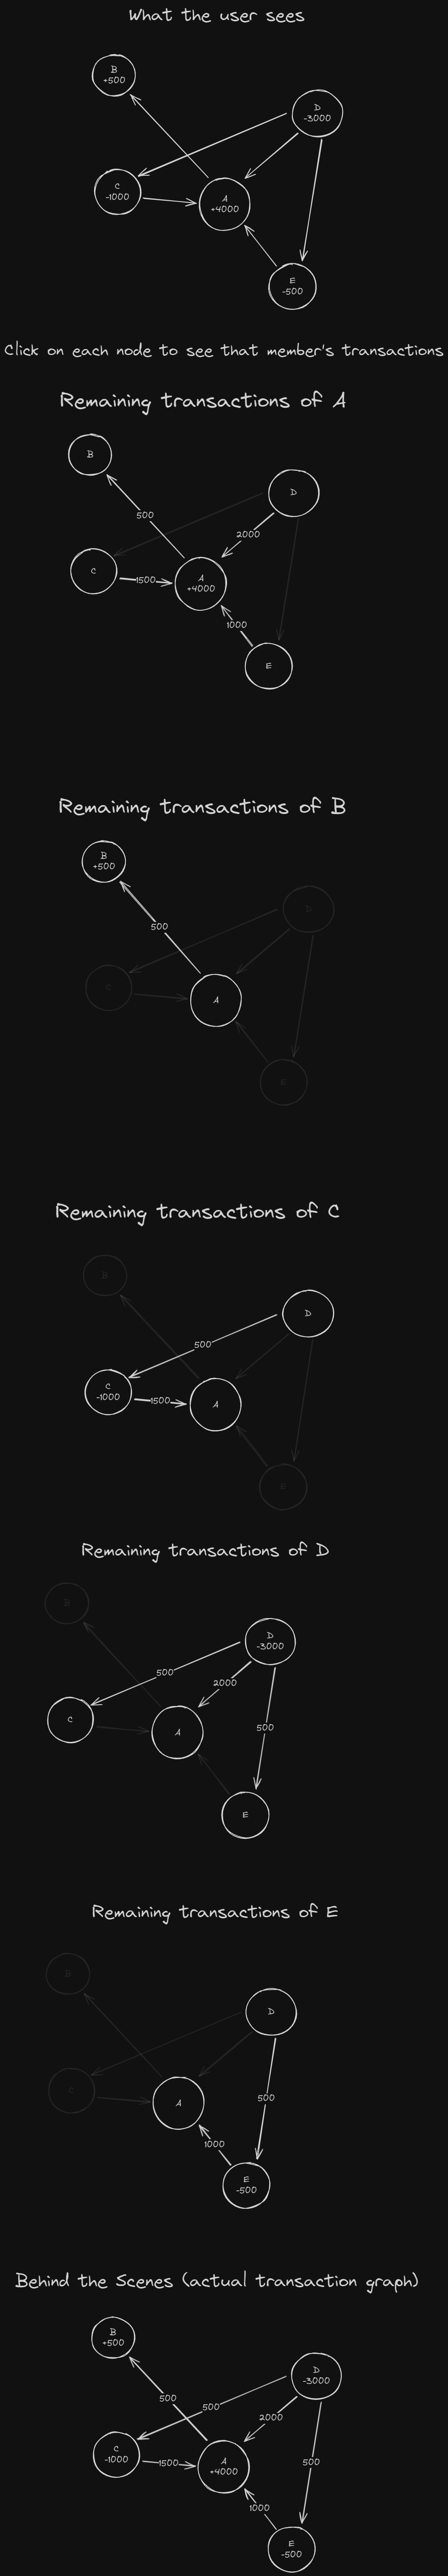 What the user sees
B
+500
D
-3000
C
-1000
A
+4000
E
-500
Click on each node to see that member's transactions
Remaining transactions of A
B
D
500
2000
C
1500
A
+4000
1000
E
Remaining transactions of B
B
+500
D
500
C
A
E
Remaining transactions of C
B
D
500
C
-1000
1500
A
E
Remaining transactions of D
B
D
-3000
500
2000
C
A
500
E
Remaining transactions of E
B
D
C
500
A
1000
E
-500
Behind the Scenes (actual transaction graph)
B
+500
D
-3000
500
500
2000
C
-1000
1500
A
+4000
500
1000
E
-500